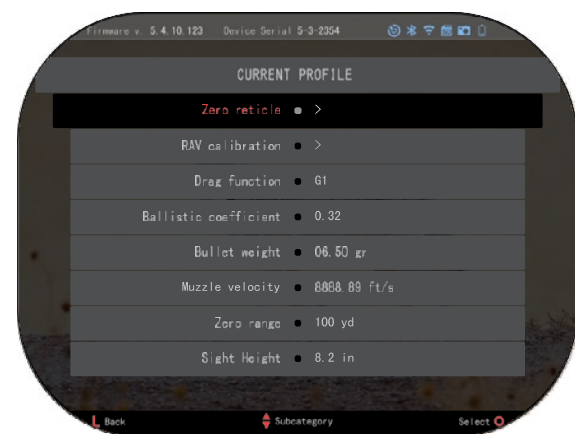 Firmware v. 5.4.10.123 Device Serial 5-3-2354
CURRENT PROFILE
Zero reticle ● >
RAV calibration ● >
Drag function ● G1
Ballistic coefficient ● 0.32
Bullet weight ● 06.50 gr
Muzzle velocity ● 8888.89 ft/s
Zero range ● 100 yd
Sight Height ● 8.2 in
L Back Subcategory Select